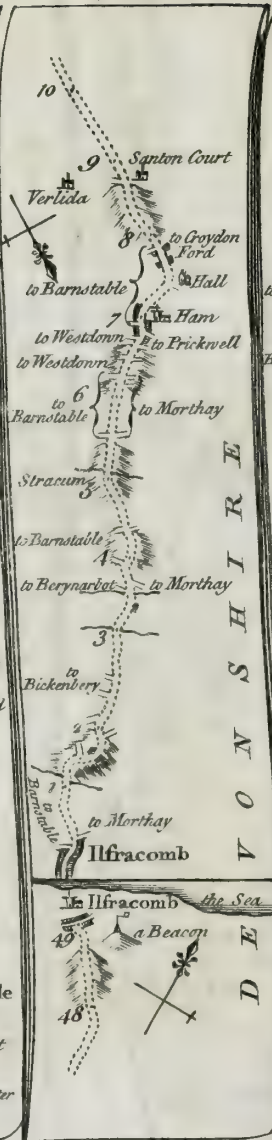 10
9
Santon Court
Verlida
8
to Croydon
Ford
Hall
to Barnstable
7
Ham
to Westdown
to Prickwell
to Westdown
6
to
Barnstable
to Morthay
Stracum
5
to Barnstable
4
to Berynarbot
to Morthay
3
to
Bickenbery
2
1
to
Barnstable
to Morthay
Ilfracomb
DEVONSHIRE
Ilfracomb
the Sea
49
a Beacon
48